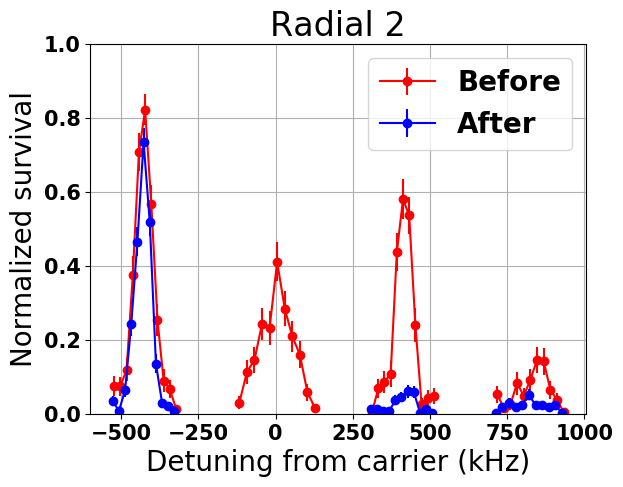 Radial 2
Normalized survival
1.0
0.8
0.6
0.4
0.2
0.0
Before
After
−500 −250 0 250 500 750 1000
Detuning from carrier (kHz)